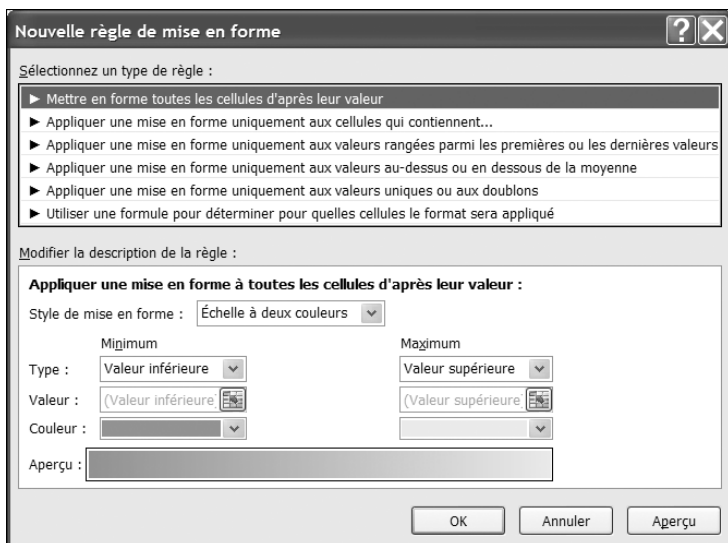 Nouvelle règle de mise en forme
Sélectionnez un type de règle :
► Mettre en forme toutes les cellules d'après leur valeur
► Appliquer une mise en forme uniquement aux cellules qui contiennent...
► Appliquer une mise en forme uniquement aux valeurs rangées parmi les premières ou les dernières valeurs
► Appliquer une mise en forme uniquement aux valeurs au-dessus ou en dessous de la moyenne
► Appliquer une mise en forme uniquement aux valeurs uniques ou aux doublons
► Utiliser une formule pour déterminer pour quelles cellules le format sera appliqué
Modifier la description de la règle :
Appliquer une mise en forme à toutes les cellules d'après leur valeur :
Style de mise en forme : Échelle à deux couleurs
Minimum Maximum
Type : Valeur inférieure Valeur supérieure
Valeur : (Valeur inférieure) (Valeur supérieure)
Couleur :
Aperçu :
OK Annuler Aperçu